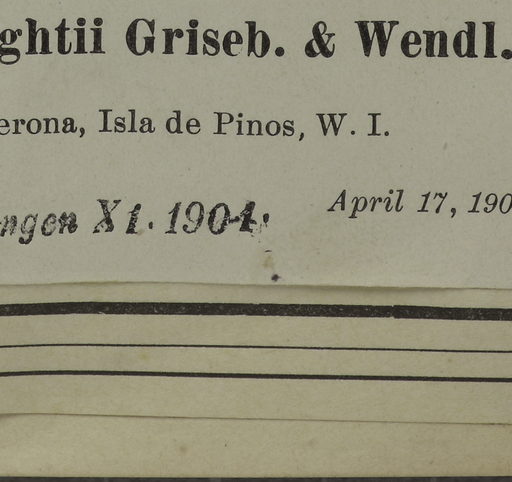 ghtii Griseb. & Wendl.
erona, Isla de Pinos, W. I.
ngen XI. 1904.
April 17, 190